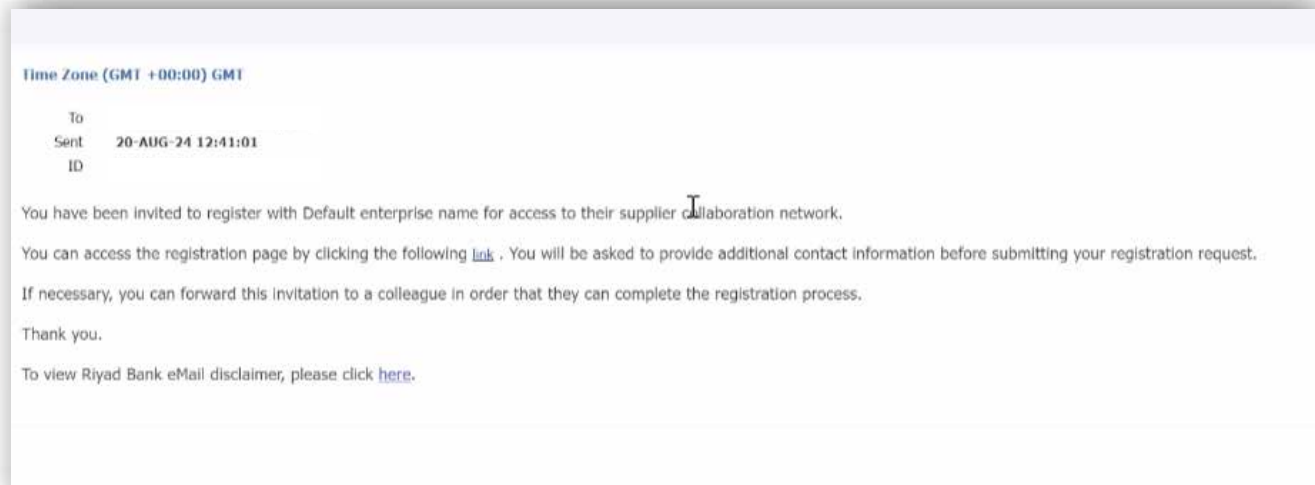 Time Zone (GMT +00:00) GMT
To
Sent 20-AUG-24 12:41:01
ID
You have been invited to register with Default enterprise name for access to their supplier collaboration network.
You can access the registration page by clicking the following link . You will be asked to provide additional contact information before submitting your registration request.
If necessary, you can forward this invitation to a colleague in order that they can complete the registration process.
Thank you.
To view Riyad Bank eMail disclaimer, please click here.